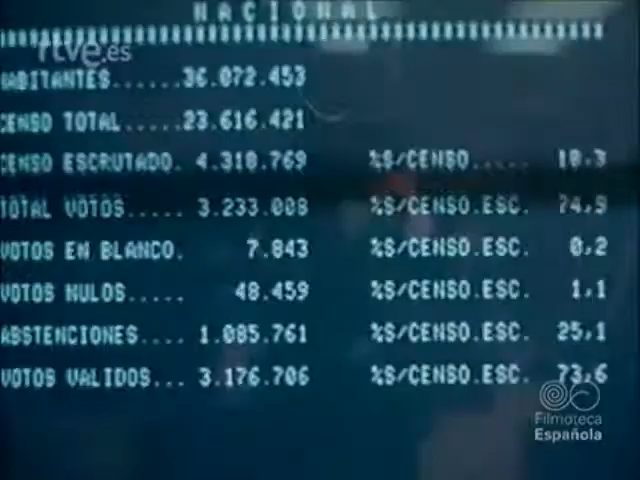 NACIONAL
rtve.es
HABITANTES......36.072.453
CENSO TOTAL.....23.616.421
CENSO ESCRUTADO. 4.318.769 %S/CENSO..... 18.3
TOTAL VOTOS..... 3.233.008 %S/CENSO.ESC. 74,9
VOTOS EN BLANCO. 7.843 %S/CENSO.ESC. 0,2
VOTOS NULOS..... 48.459 %S/CENSO.ESC. 1,1
ABSTENCIONES.... 1.085.761 %S/CENSO.ESC. 25,1
VOTOS VALIDOS... 3.176.706 %S/CENSO.ESC. 73,6
Filmoteca
Española